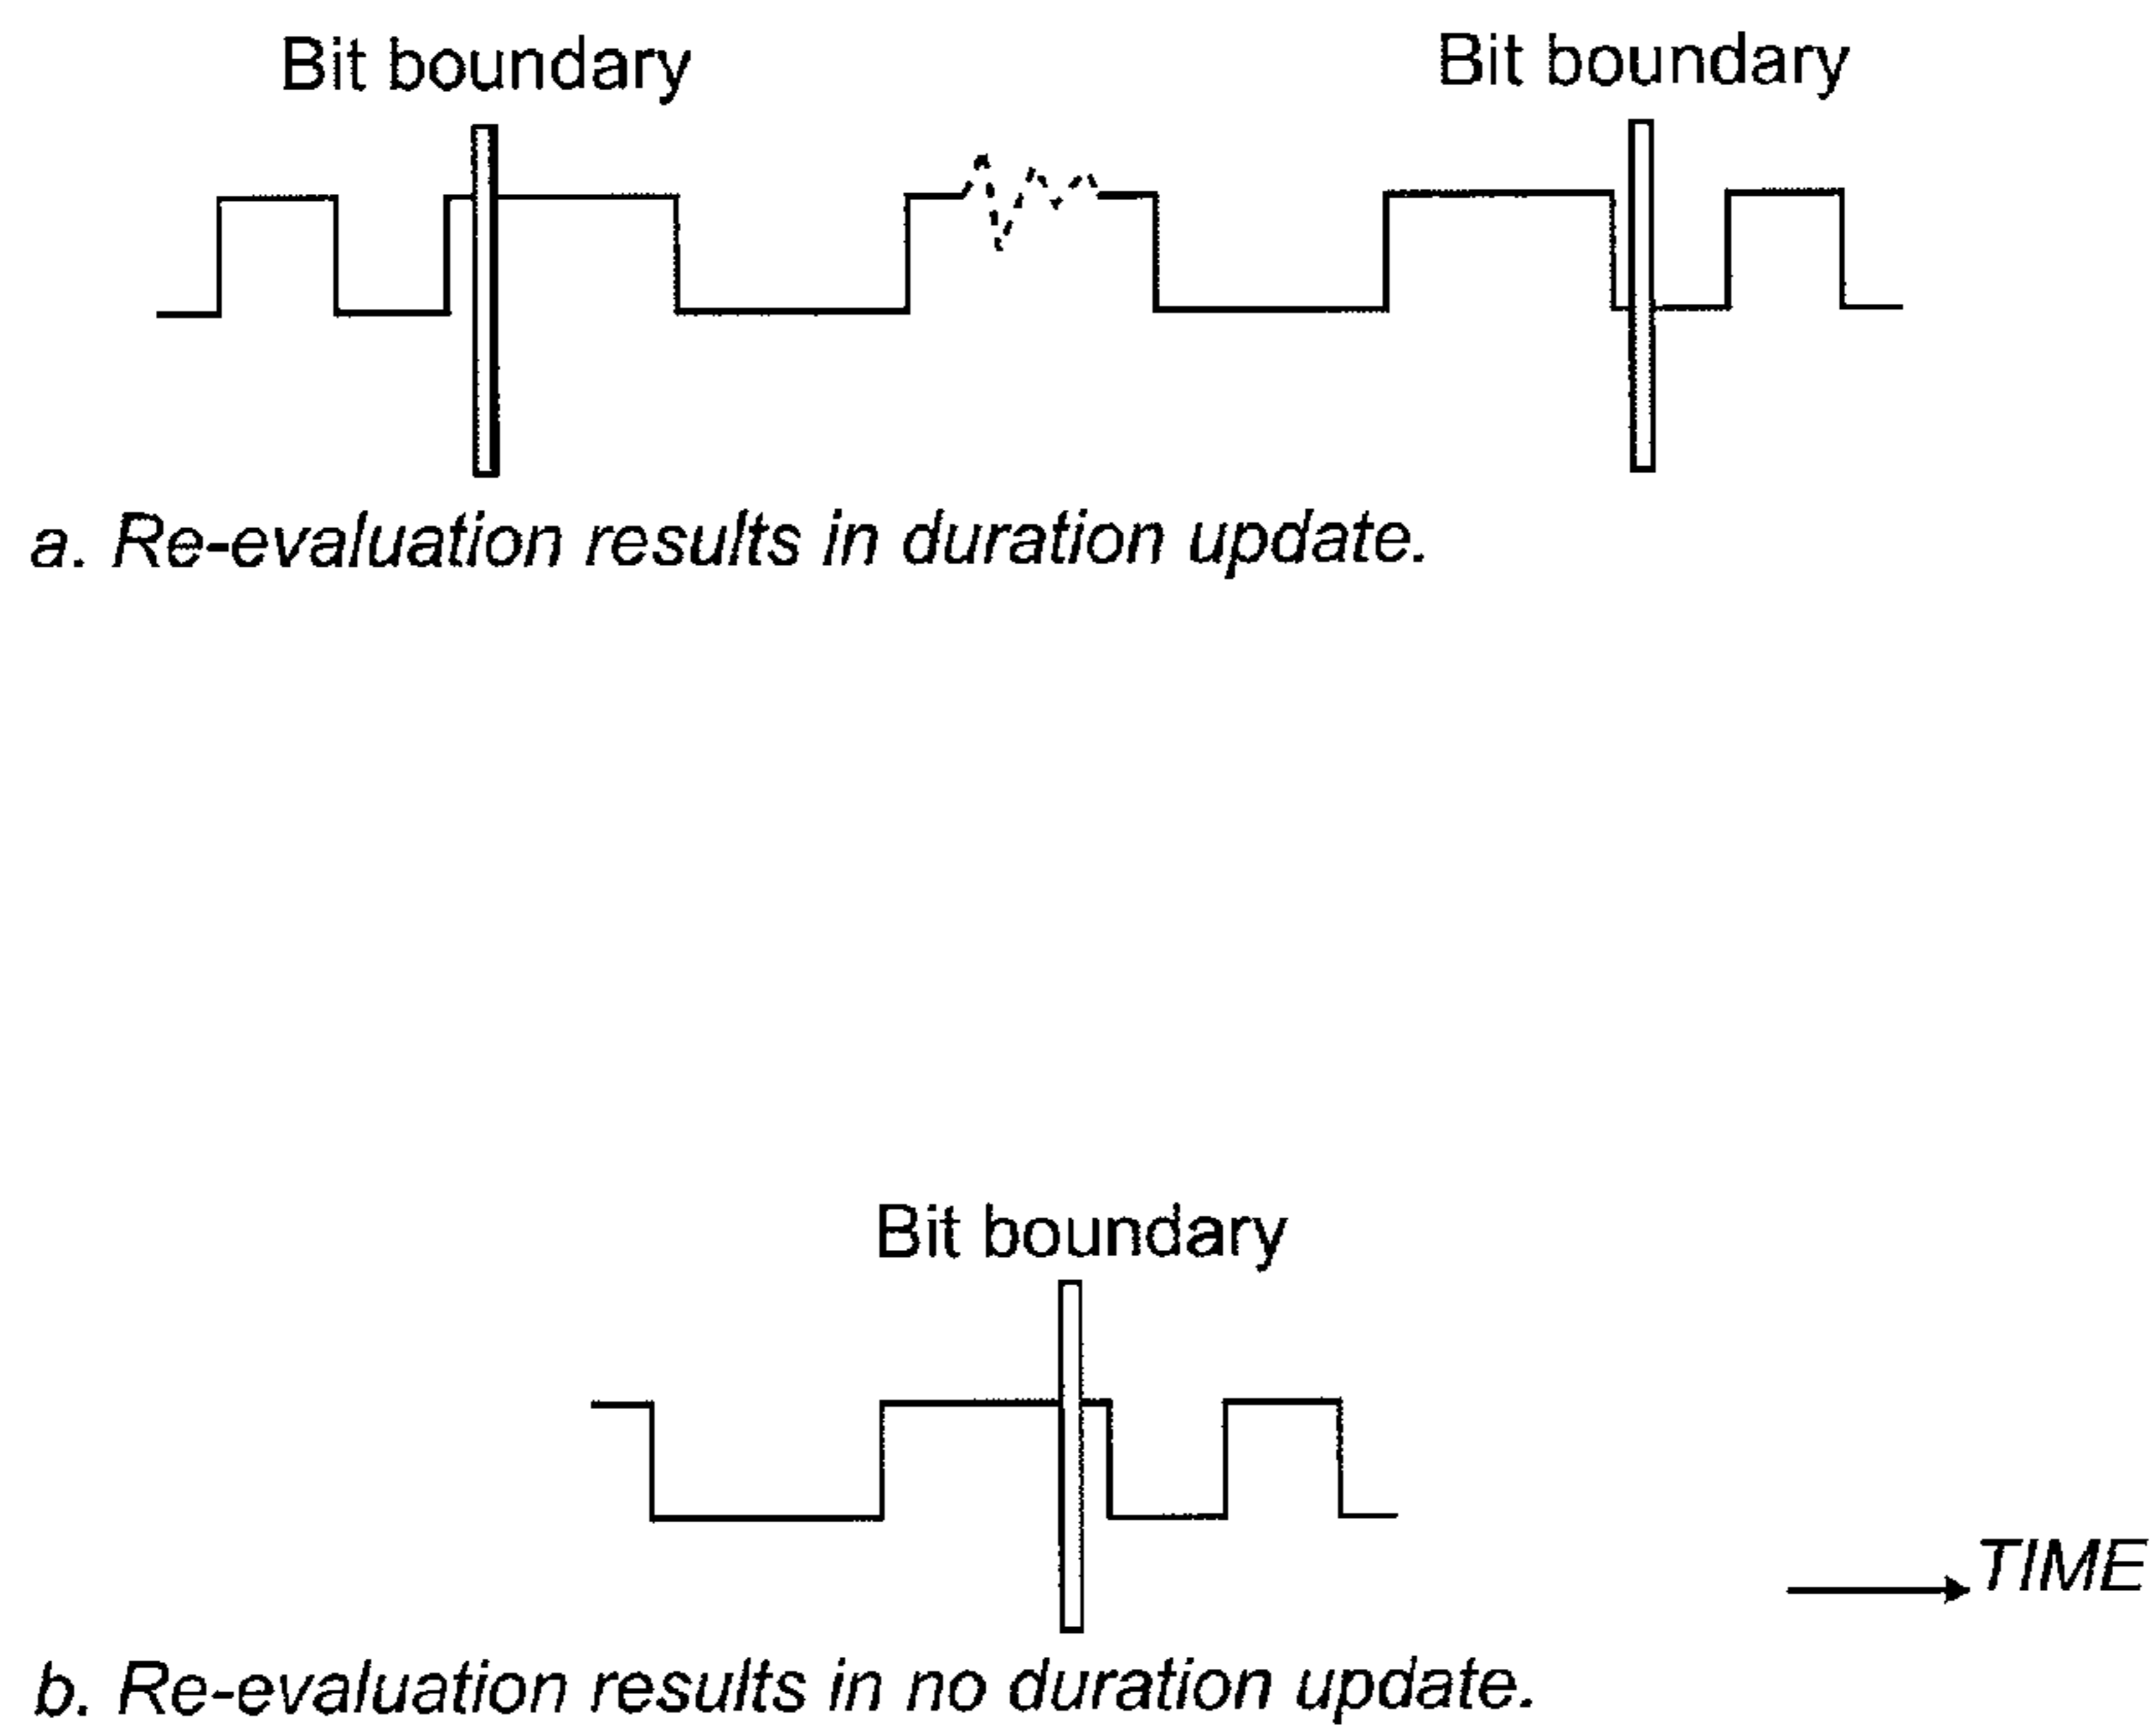 Bit boundary
Bit boundary
a. Re-evaluation results in duration update.
Bit boundary
TIME
b. Re-evaluation results in no duration update.